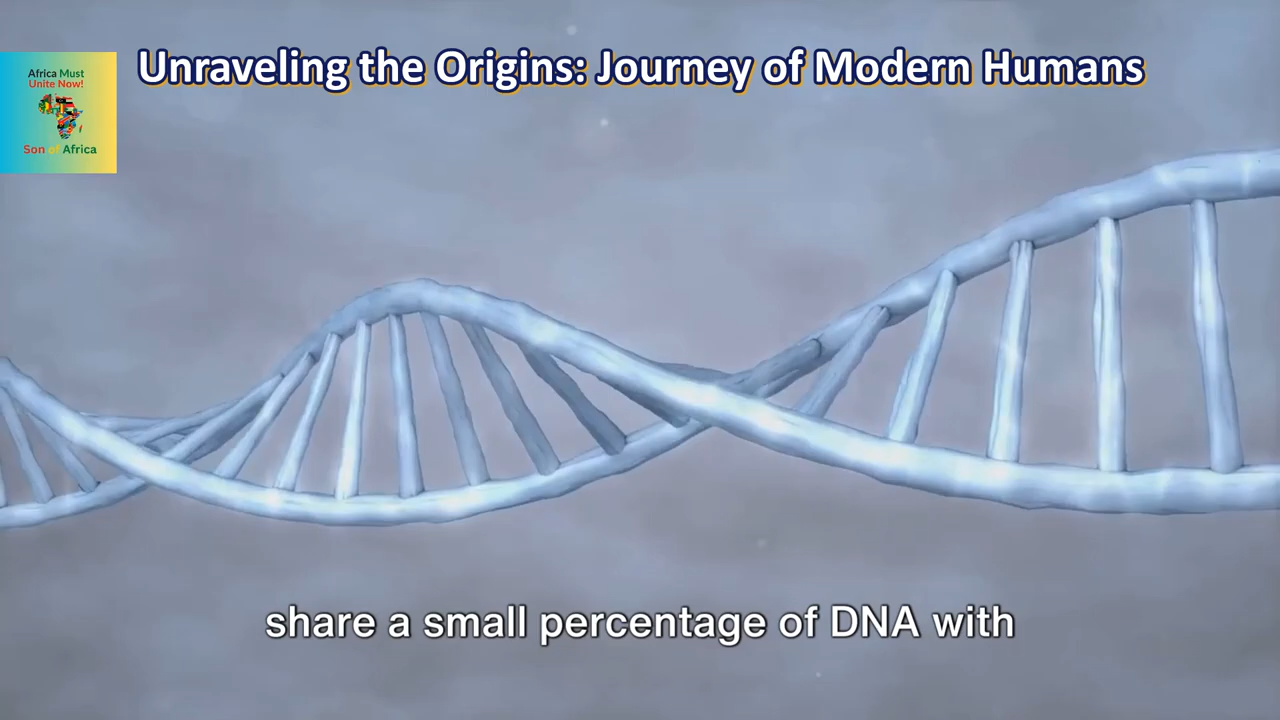 Unraveling the Origins: Journey of Modern Humans
Africa Must
Unite Now!
Son of Africa
share a small percentage of DNA with